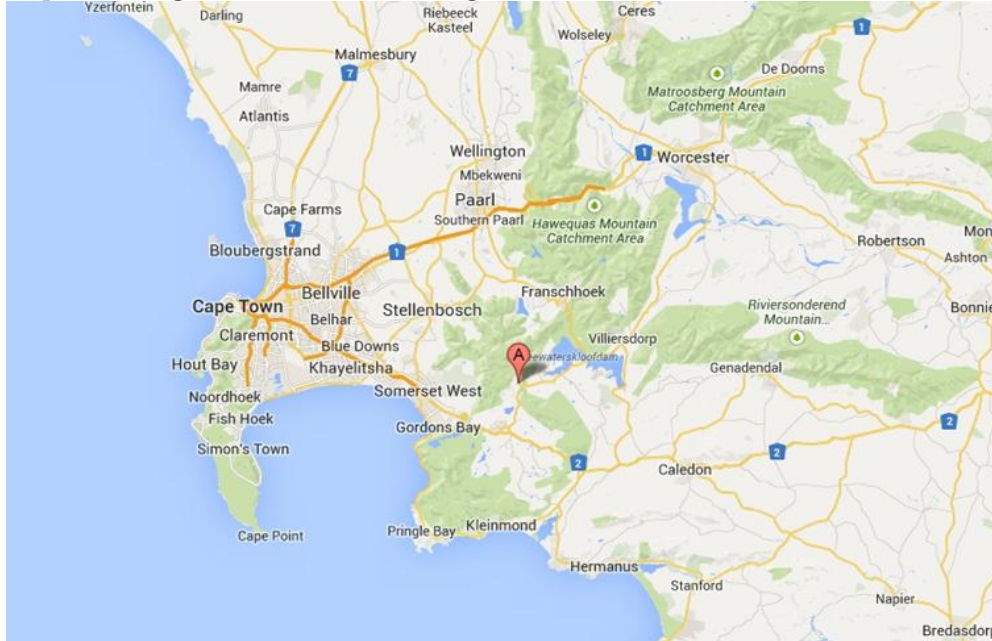 Yzerfontein
Darling
Riebeeck
Kasteel
Ceres
Wolseley
1
Malmesbury
7
De Doorns
Matroosberg Mountain
Catchment Area
Mamre
Atlantis
Wellington
1
Worcester
Mbekweni
Paarl
Cape Farms
Southern Paarl
Hawequas Mountain
Catchment Area
7
Bloubergstrand
1
Robertson
Ashton
Franschhoek
Bellville
Cape Town
Stellenbosch
Riviersonderend
Mountain...
Belhar
Claremont
Blue Downs
Villiersdorp
A
eewaterskloofdam
Hout Bay
Khayelitsha
Genadendal
Somerset West
Noordhoek
Fish Hoek
Gordons Bay
2
Simon's Town
2
2
Caledon
Cape Point
Pringle Bay
Kleinmond
Hermanus
Stanford
Napier
Bredasdorp